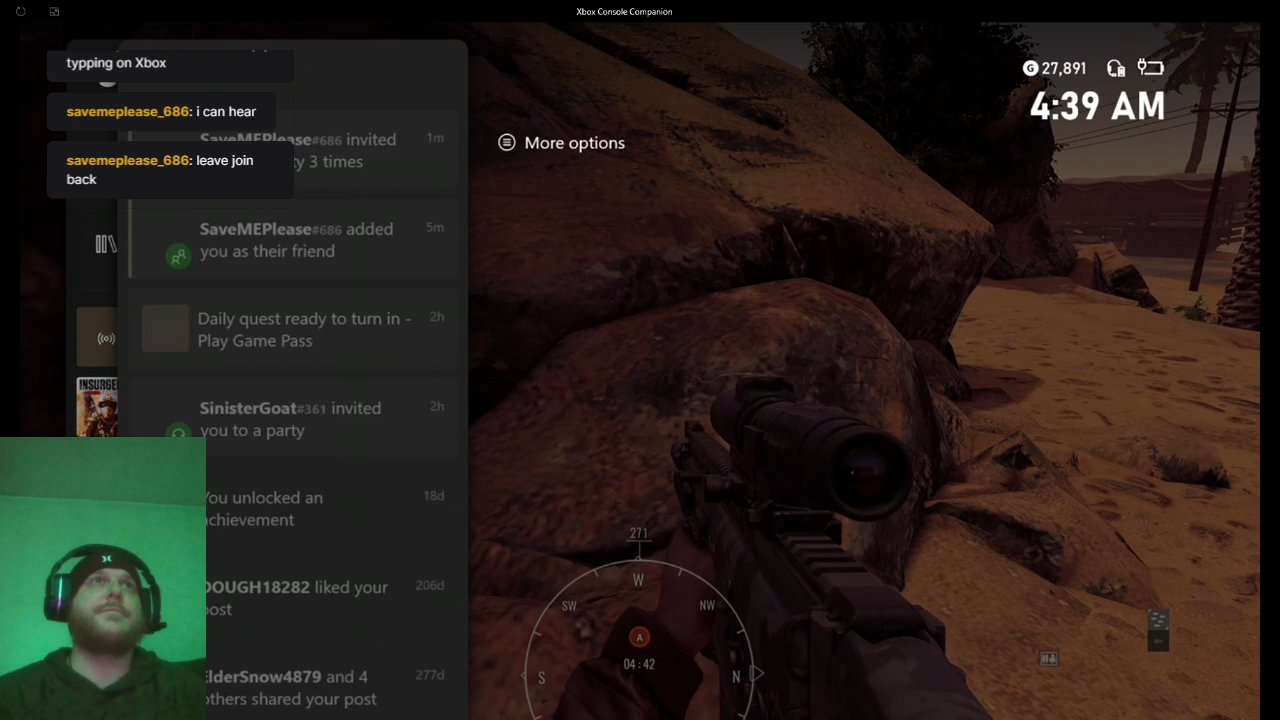 Xbox Console Companion
typping on Xbox
savemeplease_686: i can hear
savemeplease_686: leave join
back
SaveMEPlease#686 invited
ty 3 times
1m
SaveMEPlease#686 added
you as their friend
5m
Daily quest ready to turn in -
Play Game Pass
2h
SinisterGoat#361 invited
you to a party
2h
You unlocked an
achievement
18d
DOUGH18282 liked your
post
206d
ElderSnow4879 and 4
others shared your post
277d
INSURGE
More options
G 27,891
4:39 AM
271
W
SW
NW
A
04:42
S
N